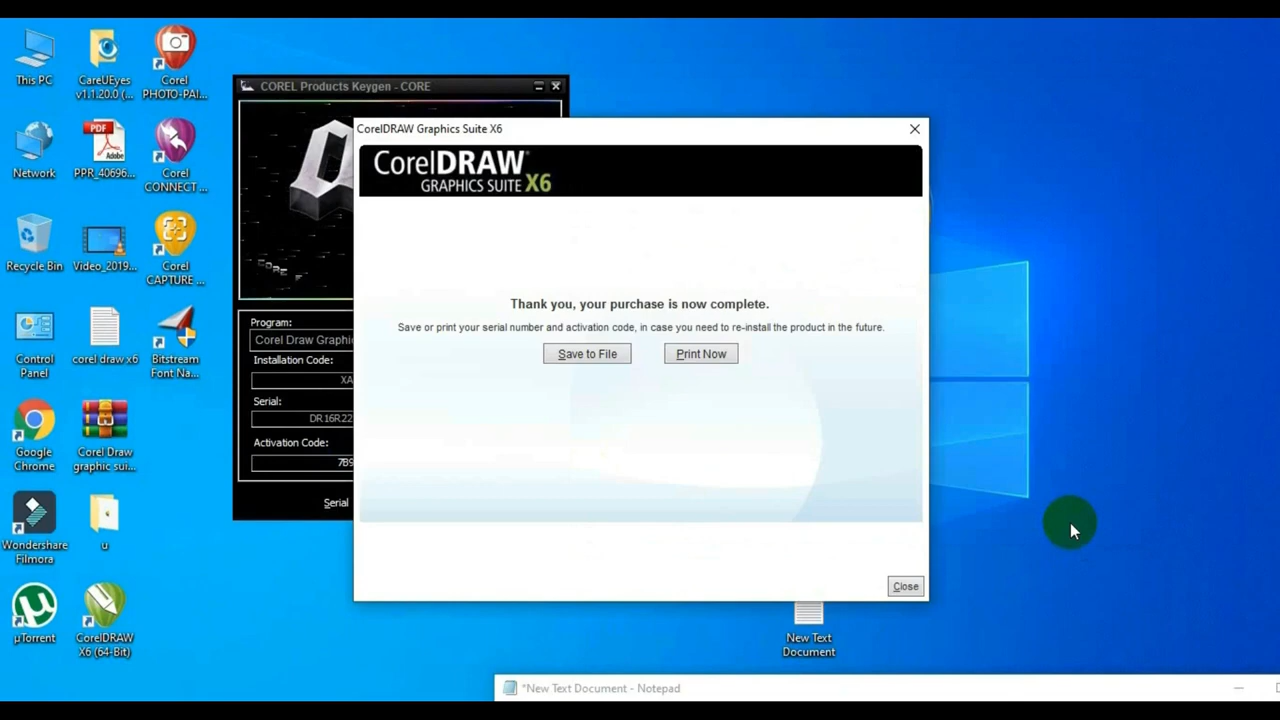 This PC
CareUEyes
v1.1.20.0 (...
Corel
PHOTO-PAI...
Network
PDF
Adobe
PPR_40696...
Corel
CONNECT ...
Recycle Bin
Video_2019...
Corel
CAPTURE ...
Control
Panel
corel draw x6
Bitstream
Font Na...
Google
Chrome
Corel Draw
graphic sui...
Wondershare
Filmora
u
µTorrent
CorelDRAW
X6 (64-Bit)
COREL Products Keygen - CORE
CORE
Program:
Corel Draw Graphi
Installation Code:
XA
Serial:
DR16R22
Activation Code:
7B9
Serial
CorelDRAW Graphics Suite X6
CorelDRAW
GRAPHICS SUITE X6
Thank you, your purchase is now complete.
Save or print your serial number and activation code, in case you need to re-install the product in the future.
Save to File
Print Now
Close
New Text
Document
*New Text Document - Notepad